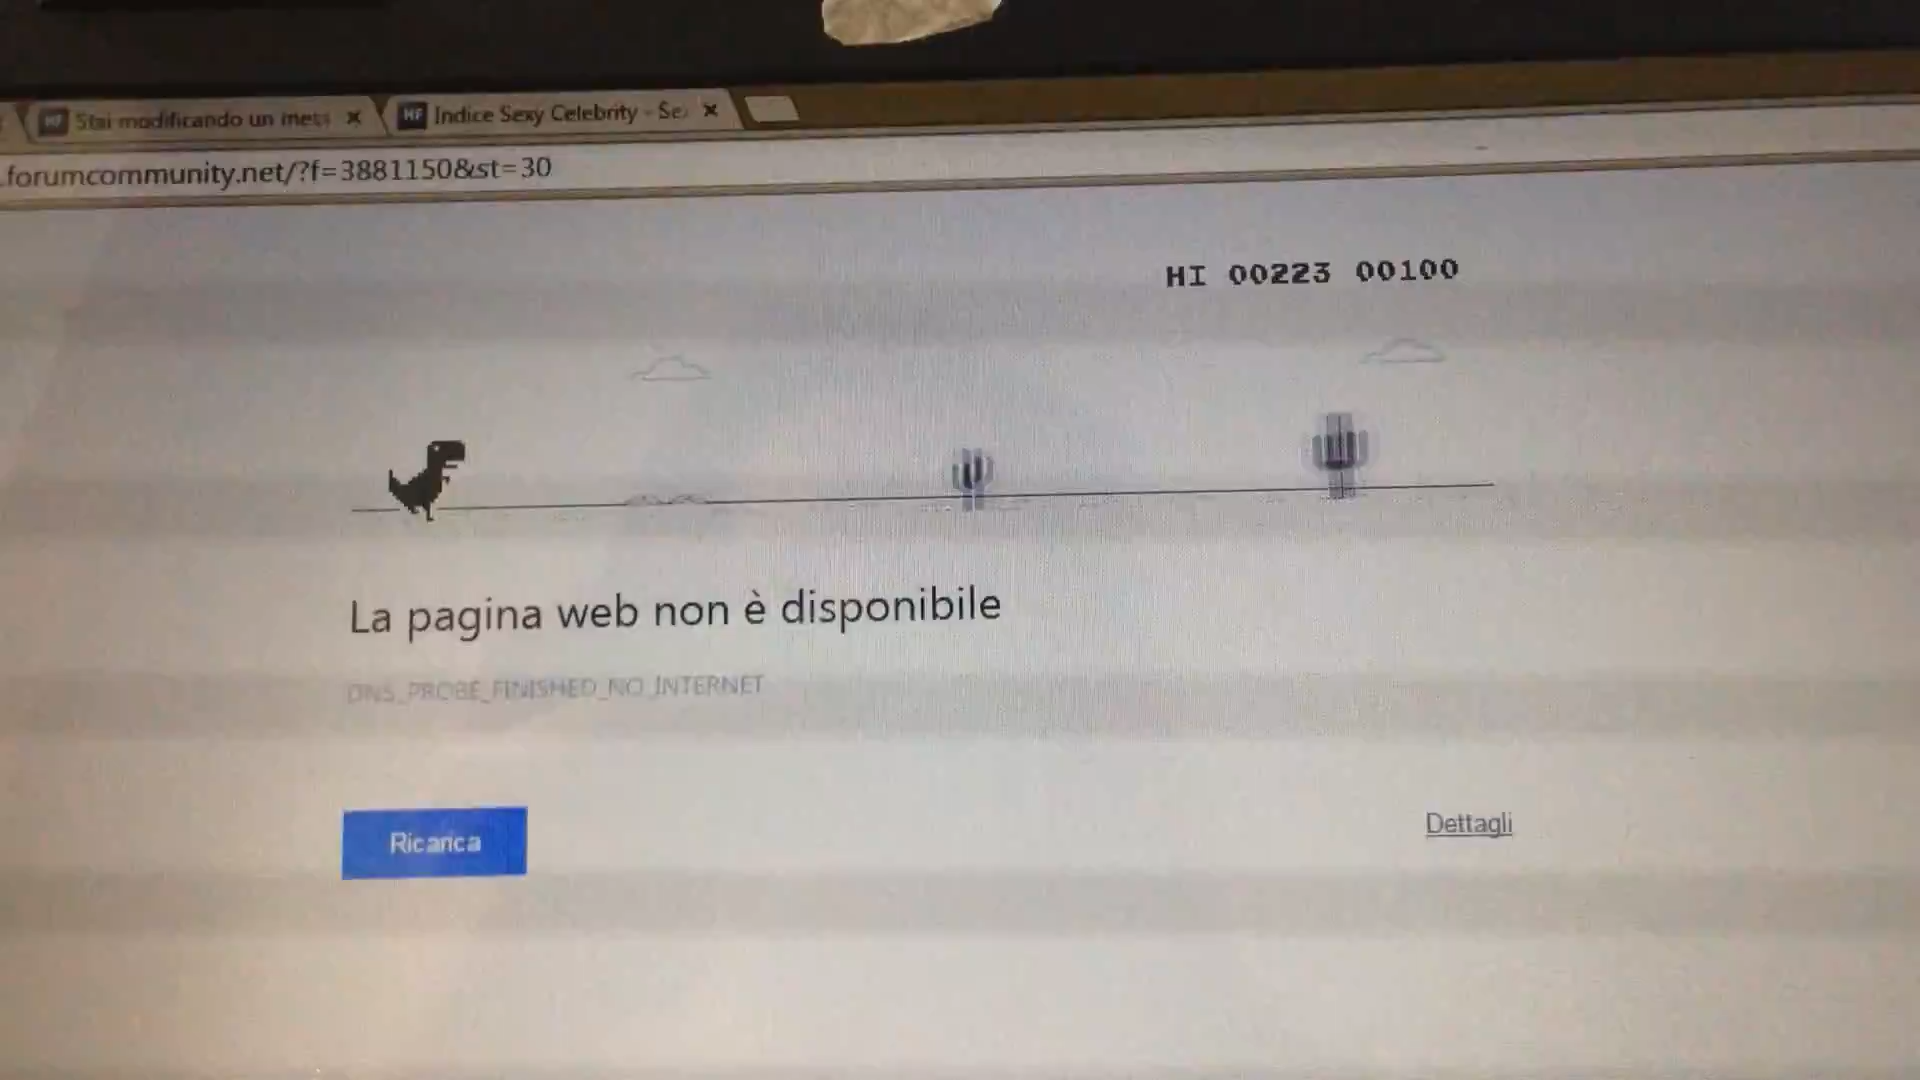 Stai modificando un mess
Indice Sexy Celebrity - Sex
.forumcommunity.net/?f=3881150&st=30
HI 00223 00100
La pagina web non è disponibile
DNS_PROBE_FINISHED_NO_INTERNET
Ricarica
Dettagli